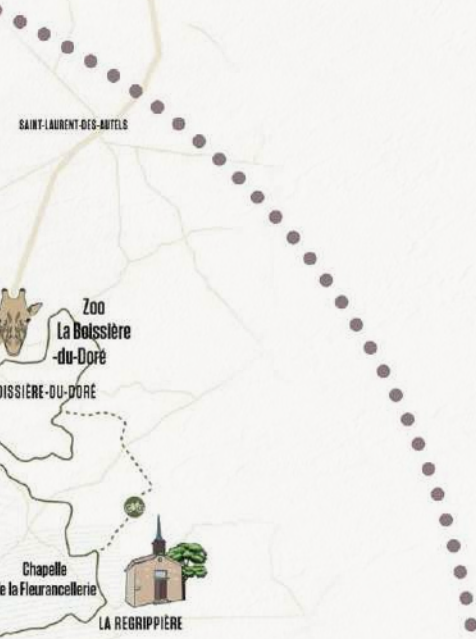 SAINT-LAURENT-DES-AUTELS
Zoo
La Boissière
-du-Doré
OISSIÈRE-DU-DORÉ
Chapelle
e la Fleurancellerie
LA REGRIPPIÈRE